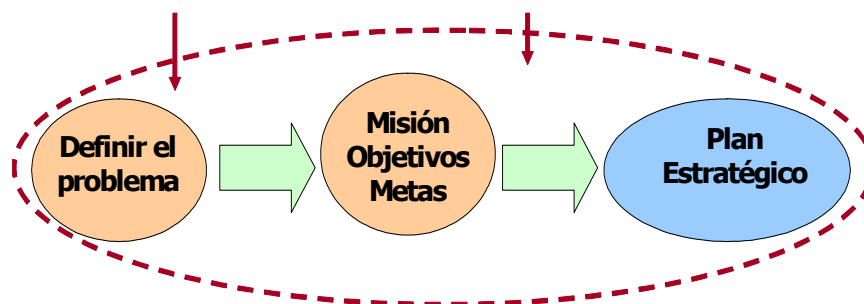 Definir el
problema
Misión
Objetivos
Metas
Plan
Estratégico